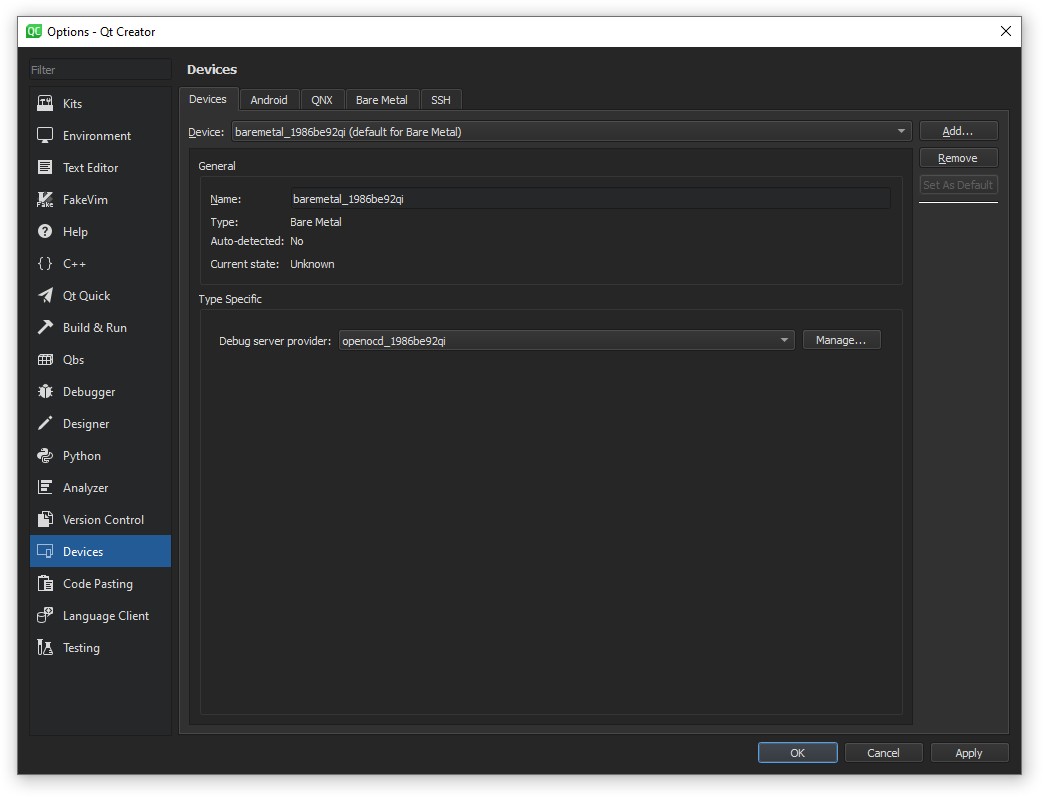 QC Options - Qt Creator
Filter
Kits
Environment
Text Editor
Fake FakeVim
Help
C++
Qt Quick
Build & Run
Qbs
Debugger
Designer
Python
Analyzer
Version Control
Devices
Code Pasting
Language Client
Testing
Devices
Devices Android QNX Bare Metal SSH
Device: baremetal_1986be92qi (default for Bare Metal) Add...
Remove
Set As Default
General
Name: baremetal_1986be92qi
Type: Bare Metal
Auto-detected: No
Current state: Unknown
Type Specific
Debug server provider: openocd_1986be92qi Manage...
OK Cancel Apply